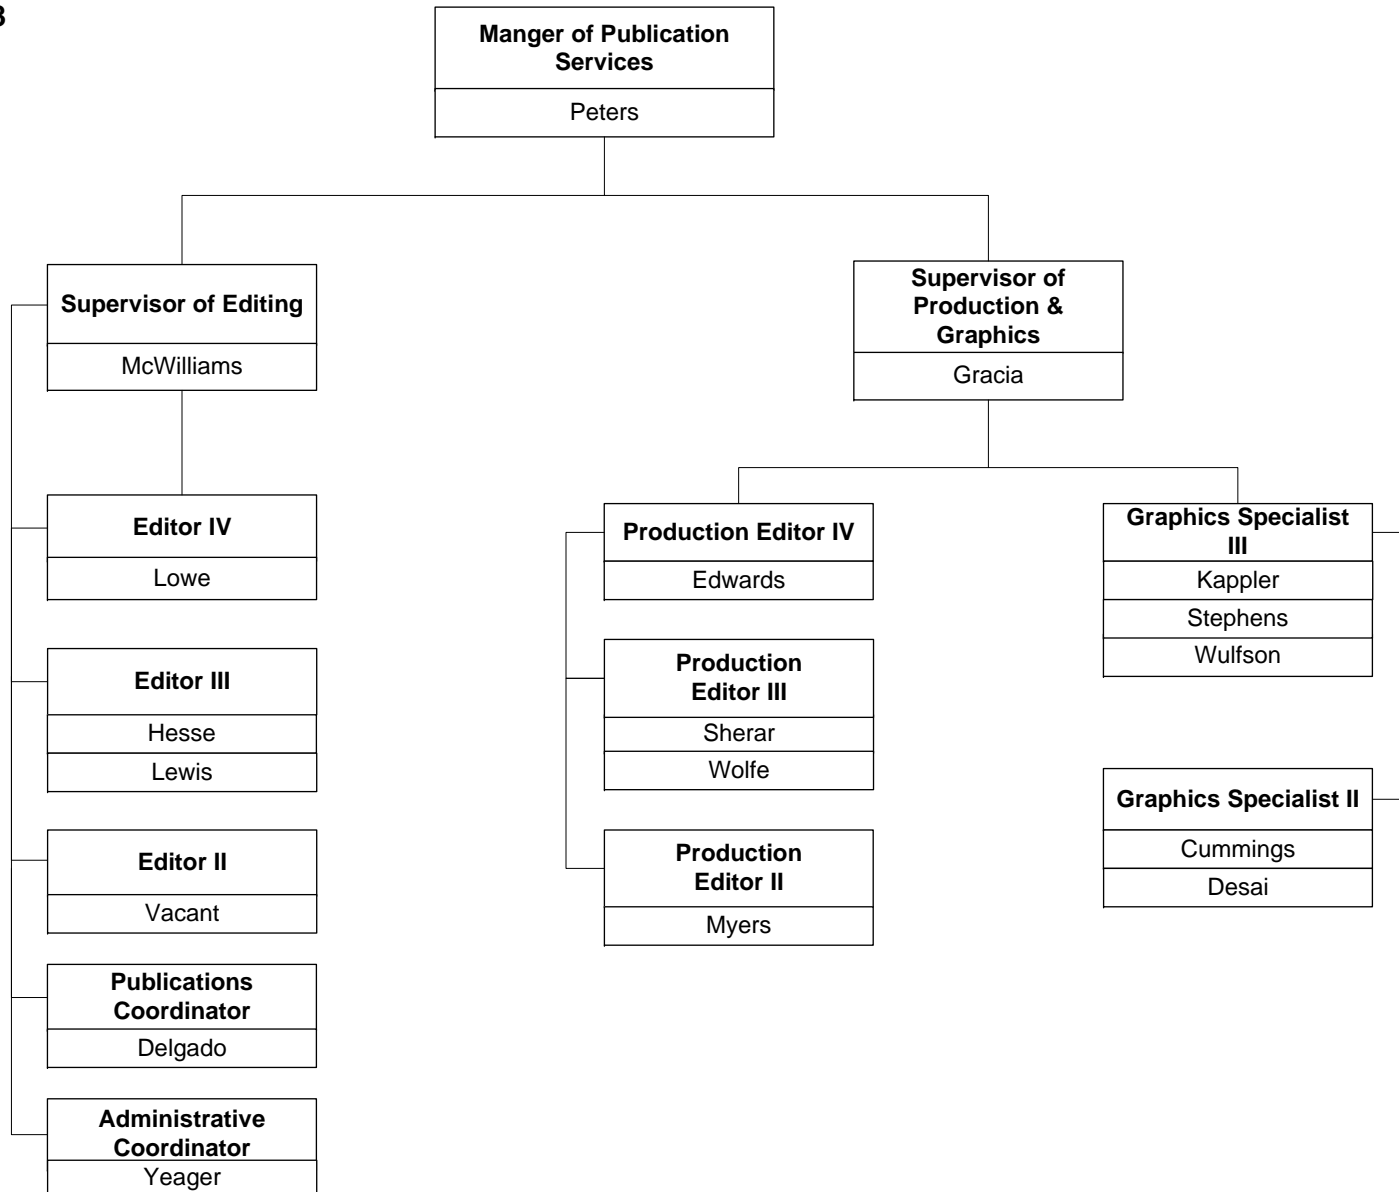 3
Manger of Publication
Services
Peters
Supervisor of Editing
McWilliams
Supervisor of
Production &
Graphics
Gracia
Editor IV
Lowe
Editor III
Hesse
Lewis
Editor II
Vacant
Publications
Coordinator
Delgado
Administrative
Coordinator
Yeager
Production Editor IV
Edwards
Production
Editor III
Sherar
Wolfe
Production
Editor II
Myers
Graphics Specialist
III
Kappler
Stephens
Wulfson
Graphics Specialist II
Cummings
Desai